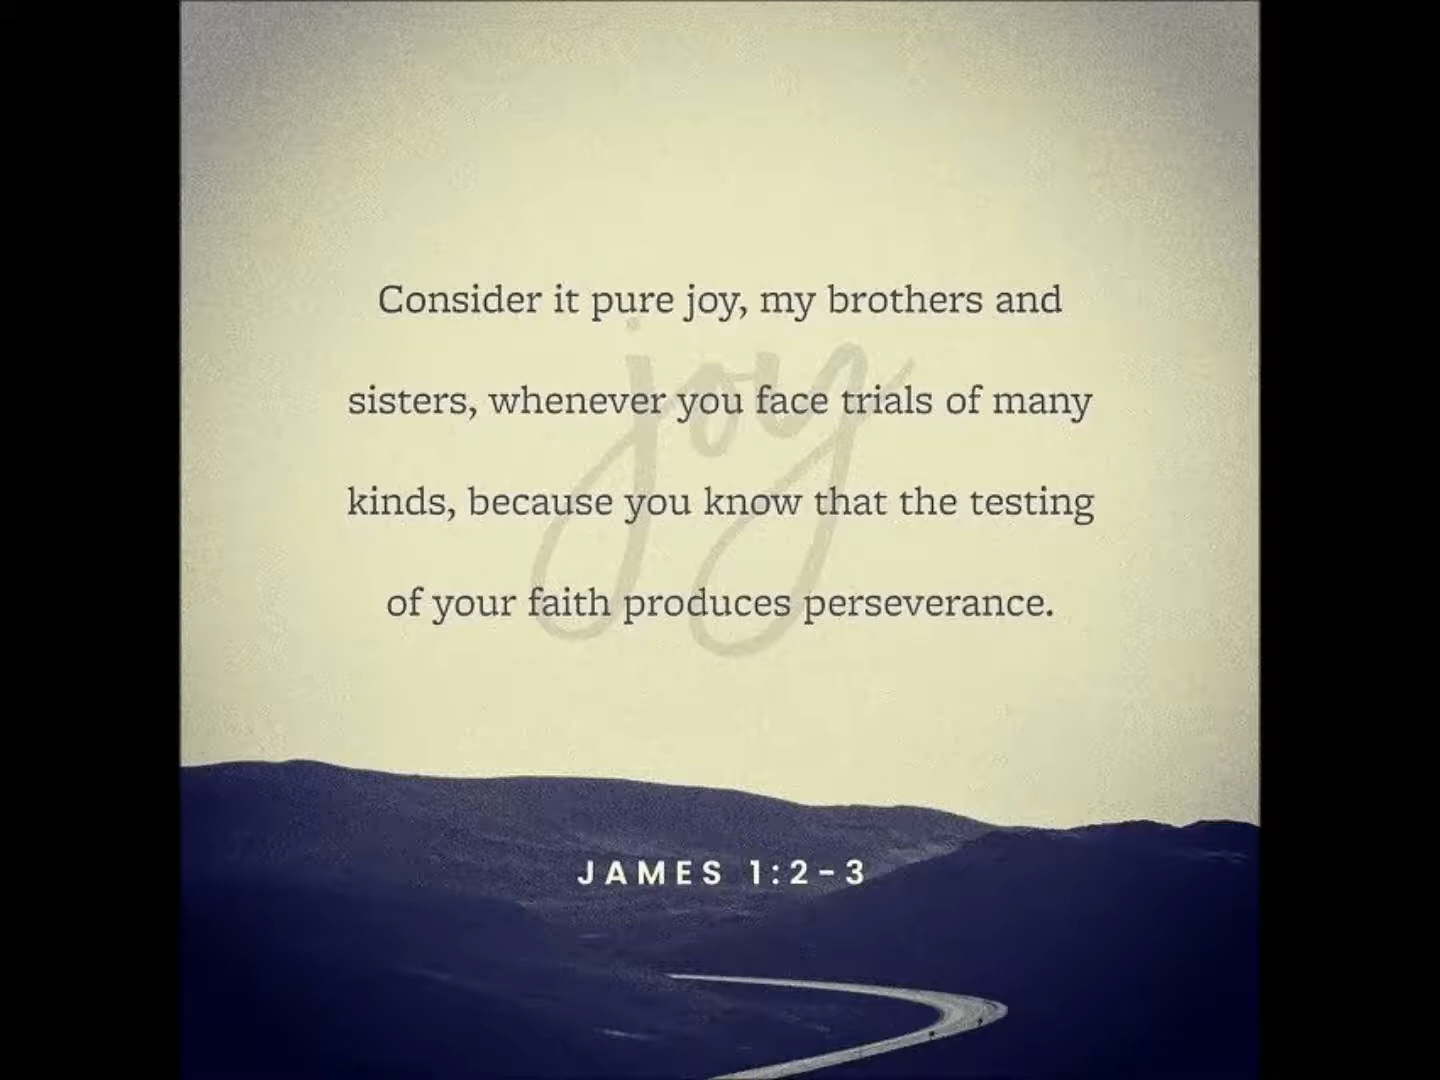 Consider it pure joy, my brothers and
sisters, whenever you face trials of many
kinds, because you know that the testing
of your faith produces perseverance.
joy
JAMES 1:2-3